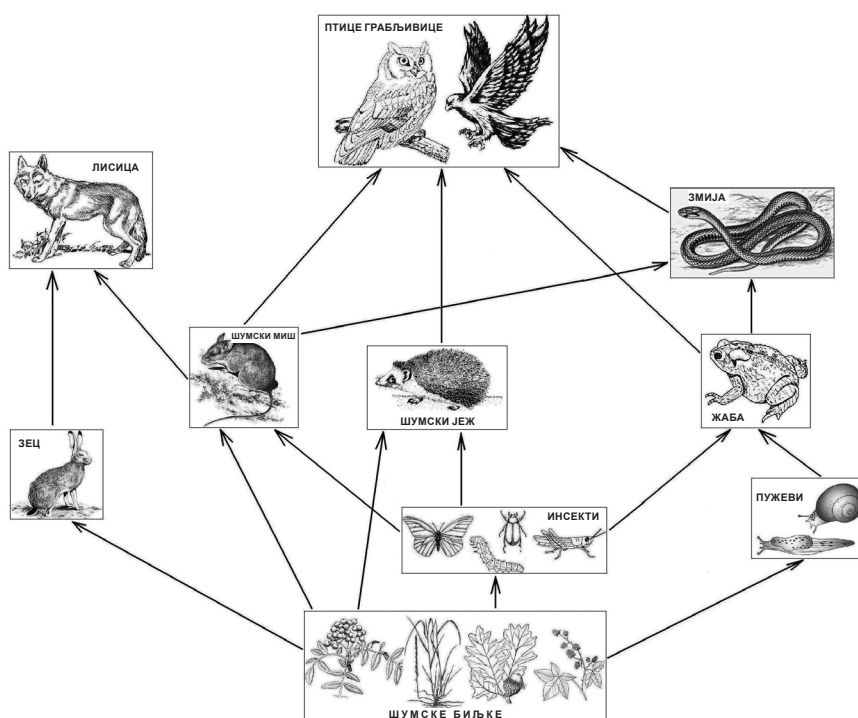 ПТИЦЕ ГРАБЉИВИЦЕ
ЛИСИЦА
ЗМИЈА
ШУМСКИ МИШ
ШУМСКИ ЈЕЖ
ЖАБА
ЗЕЦ
ИНСЕКТИ
ПУЖЕВИ
ШУМСКЕ БИЉКЕ